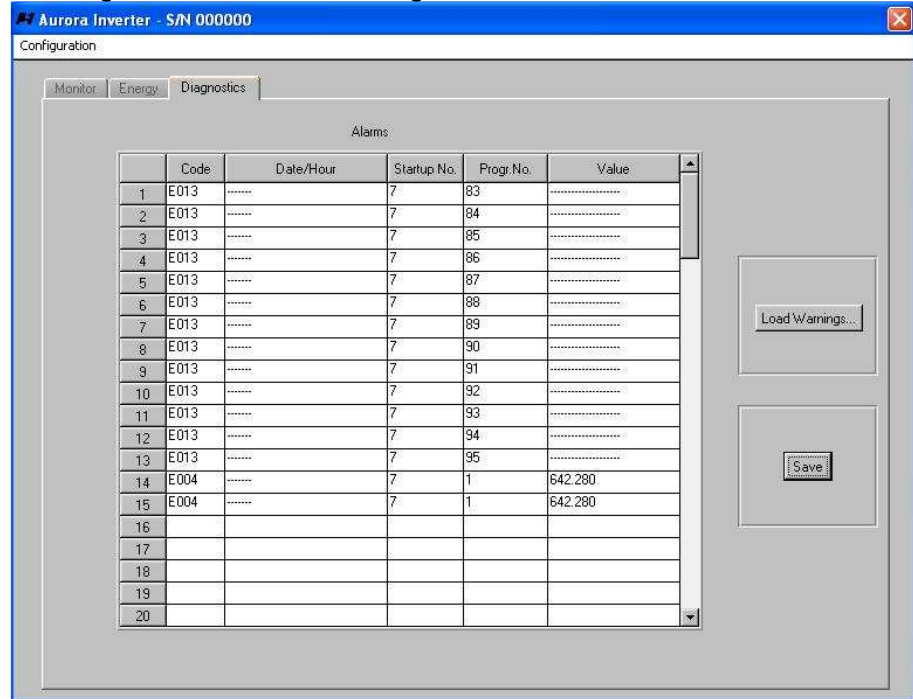 Aurora Inverter - S/N 000000
Configuration
Monitor Energy Diagnostics
Alarms
Code Date/Hour Startup No. Progr.No. Value
1 E013 ------- 7 83 --------------------
2 E013 ------- 7 84 --------------------
3 E013 ------- 7 85 --------------------
4 E013 ------- 7 86 --------------------
5 E013 ------- 7 87 --------------------
6 E013 ------- 7 88 --------------------
7 E013 ------- 7 89 --------------------
8 E013 ------- 7 90 --------------------
9 E013 ------- 7 91 --------------------
10 E013 ------- 7 92 --------------------
11 E013 ------- 7 93 --------------------
12 E013 ------- 7 94 --------------------
13 E013 ------- 7 95 --------------------
14 E004 ------- 7 1 642.280
15 E004 ------- 7 1 642.280
16
17
18
19
20
Load Warnings...
Save